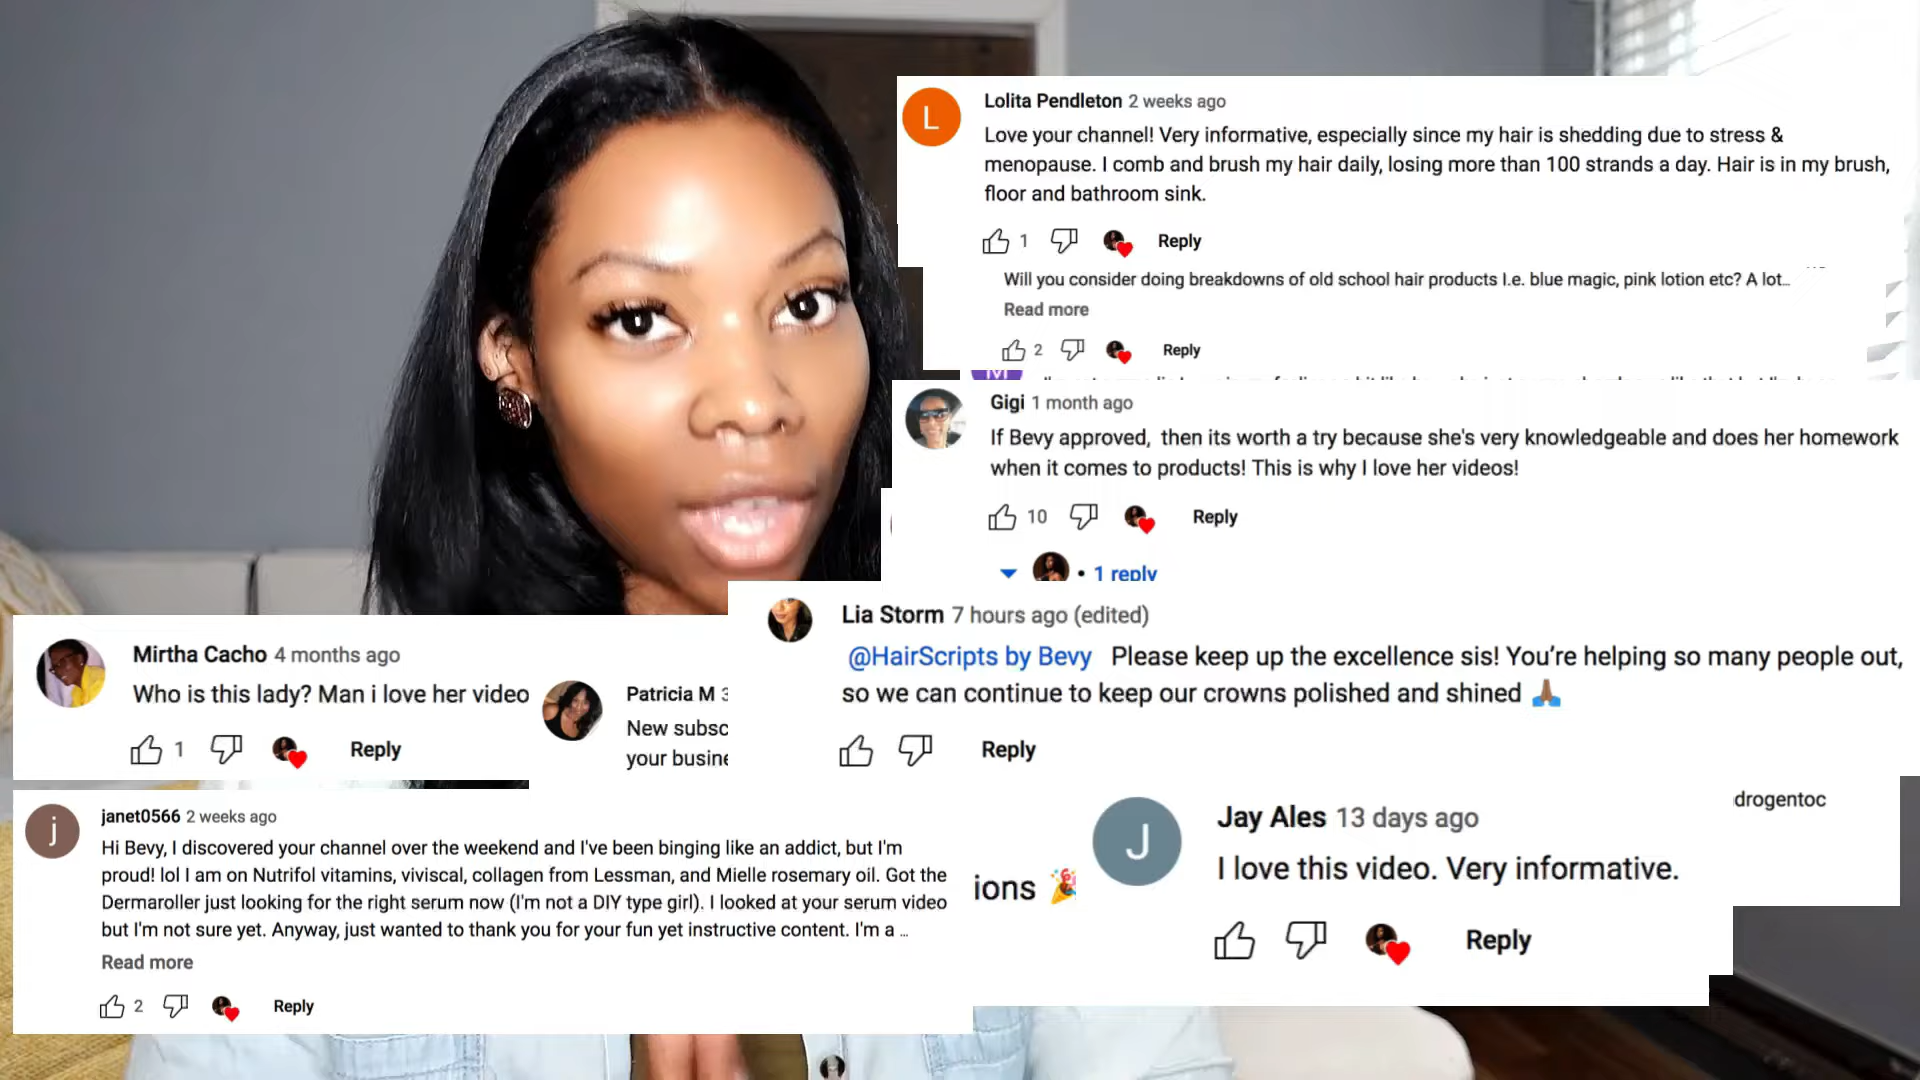 L
Lolita Pendleton 2 weeks ago
Love your channel! Very informative, especially since my hair is shedding due to stress &
menopause. I comb and brush my hair daily, losing more than 100 strands a day. Hair is in my brush,
floor and bathroom sink.
1 Reply
Will you consider doing breakdowns of old school hair products I.e. blue magic, pink lotion etc? A lot...
Read more
2 Reply
Gigi 1 month ago
If Bevy approved, then its worth a try because she's very knowledgeable and does her homework
when it comes to products! This is why I love her videos!
10 Reply
• 1 reply
Lia Storm 7 hours ago (edited)
@HairScripts by Bevy Please keep up the excellence sis! You’re helping so many people out,
so we can continue to keep our crowns polished and shined 🙏🏾
Reply
Mirtha Cacho 4 months ago
Who is this lady? Man i love her video
1 Reply
Patricia M 3
New subsc
your busine
j
janet0566 2 weeks ago
Hi Bevy, I discovered your channel over the weekend and I've been binging like an addict, but I'm
proud! lol I am on Nutrifol vitamins, viviscal, collagen from Lessman, and Mielle rosemary oil. Got the
Dermaroller just looking for the right serum now (I'm not a DIY type girl). I looked at your serum video
but I'm not sure yet. Anyway, just wanted to thank you for your fun yet instructive content. I'm a ...
Read more
2 Reply
ions 🎉
J
Jay Ales 13 days ago
I love this video. Very informative.
Reply
drogentoc